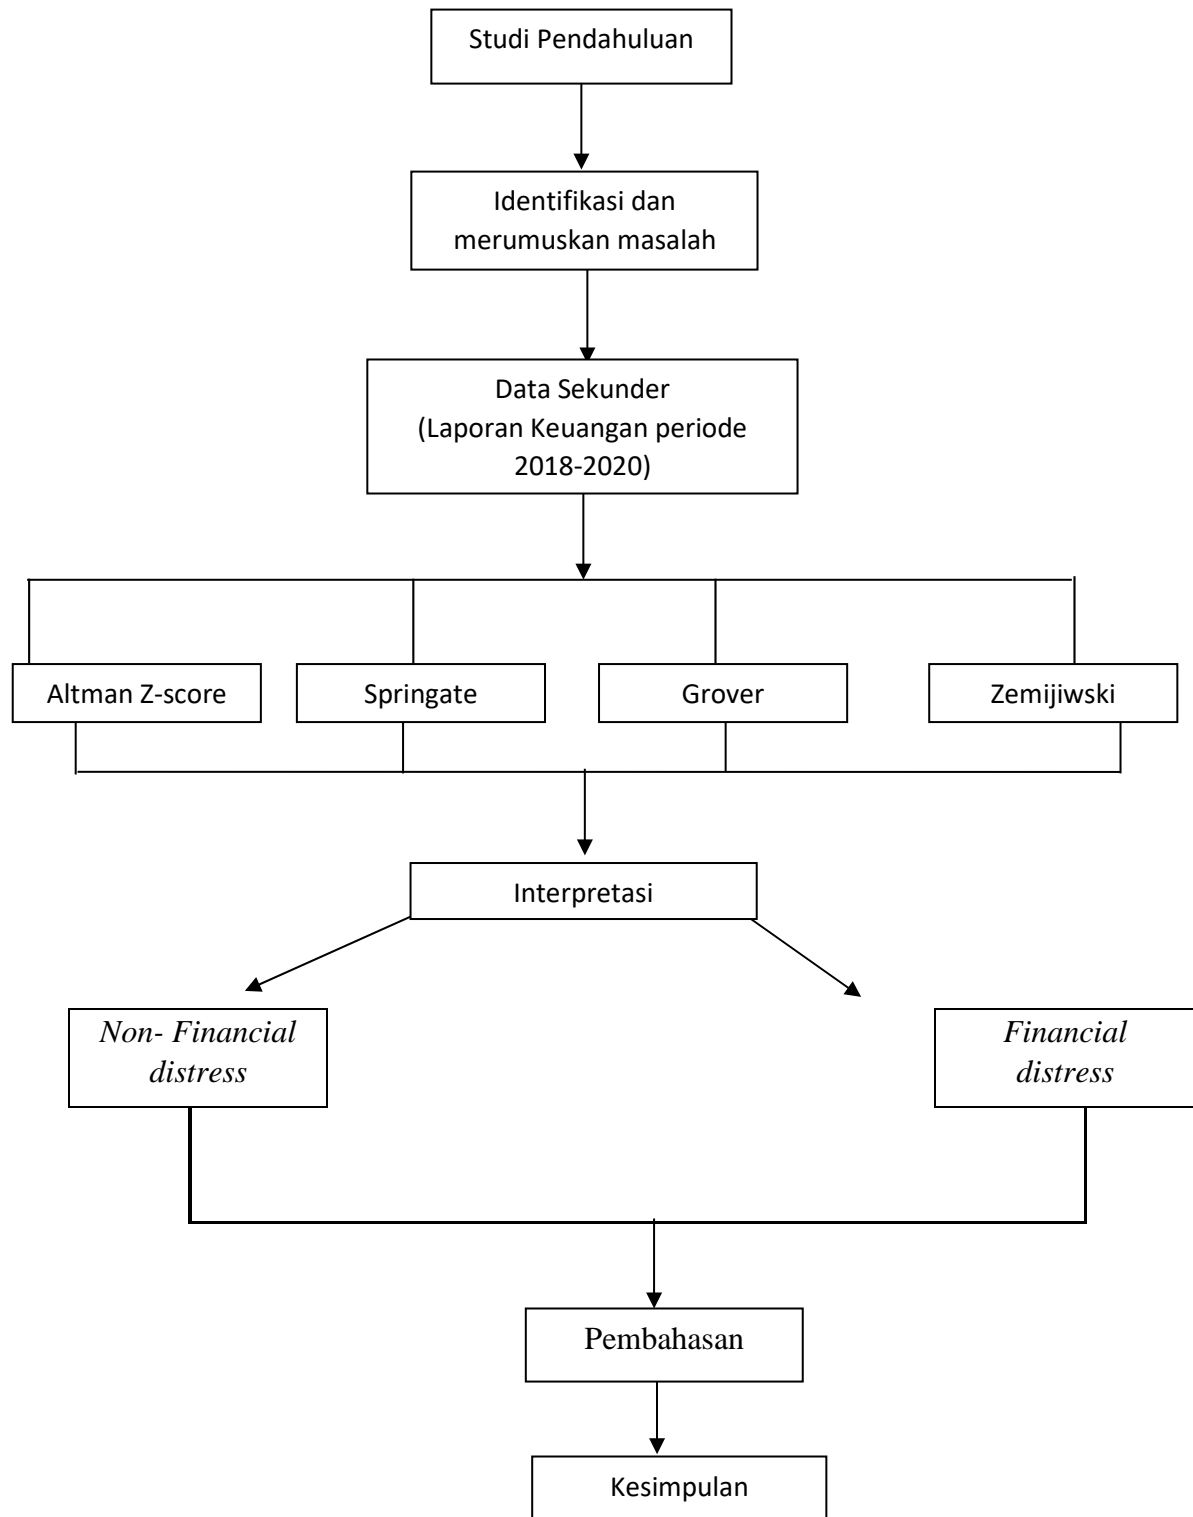 Studi Pendahuluan
Identifikasi dan
merumuskan masalah
Data Sekunder
(Laporan Keuangan periode
2018-2020)
Altman Z-score
Springate
Grover
Zemijiwski
Interpretasi
Non- Financial
distress
Financial
distress
Pembahasan
Kesimpulan